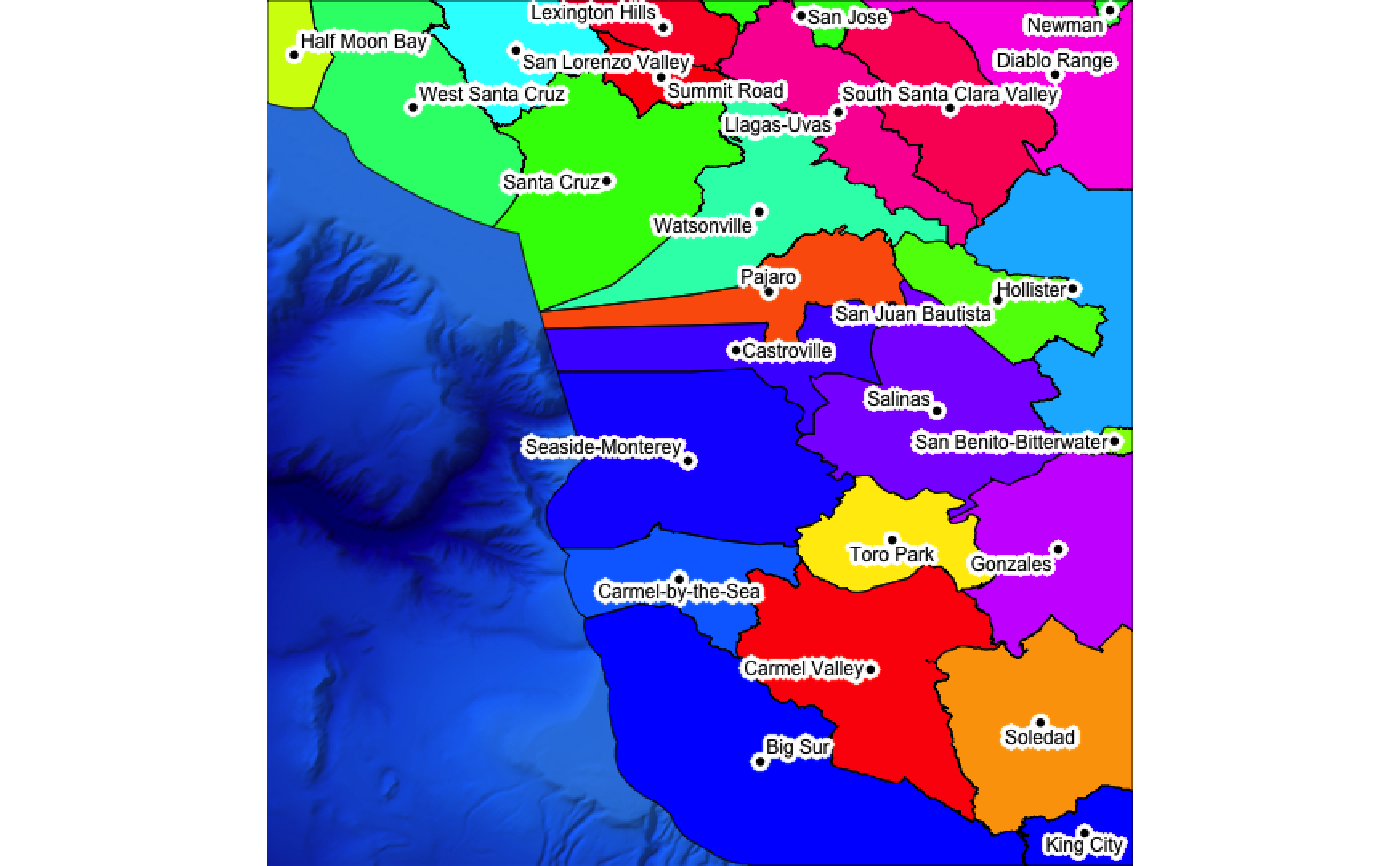 Lexington Hills
San Jose
Newman
Half Moon Bay
San Lorenzo Valley
Diablo Range
West Santa Cruz
Summit Road
South Santa Clara Valley
Llagas-Uvas
Santa Cruz
Watsonville
Pajaro
Hollister
San Juan Bautista
Castroville
Salinas
San Benito-Bitterwater
Seaside-Monterey
Toro Park
Gonzales
Carmel-by-the-Sea
Carmel Valley
Soledad
Big Sur
King City